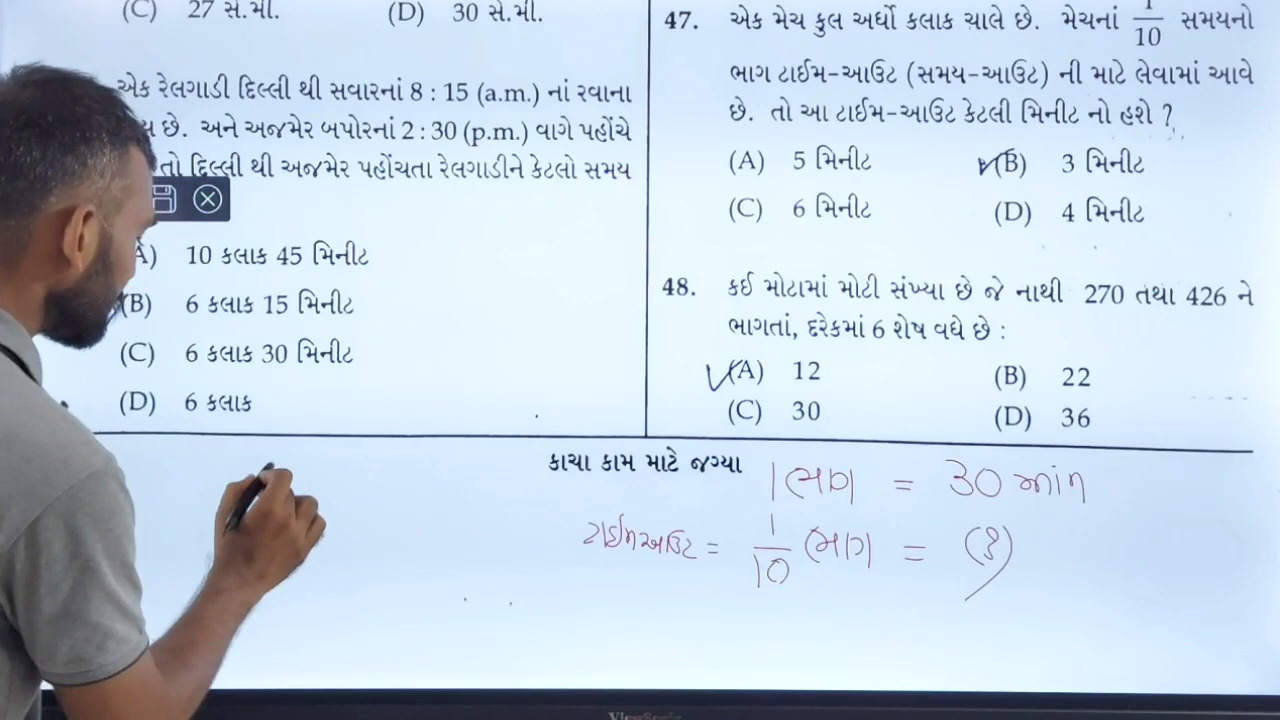 (C) 27 સે.મી. (D) 30 સે.મી.
એક રેલગાડી દિલ્લી થી સવારનાં 8 : 15 (a.m.) નાં રવાના
છે. અને અજમેર બપોરનાં 2 : 30 (p.m.) વાગે પહોંચે
તો દિલ્લી થી અજમેર પહોંચતા રેલગાડીને કેટલો સમય
(A) 10 કલાક 45 મિનીટ
(B) 6 કલાક 15 મિનીટ
(C) 6 કલાક 30 મિનીટ
(D) 6 કલાક
47. એક મેચ કુલ અર્ધો કલાક ચાલે છે. મેચનાં 1/10 સમયનો
ભાગ ટાઈમ-આઉટ (સમય-આઉટ) ની માટે લેવામાં આવે
છે. તો આ ટાઈમ-આઉટ કેટલી મિનીટ નો હશે ?
(A) 5 મિનીટ (B) 3 મિનીટ
(C) 6 મિનીટ (D) 4 મિનીટ
48. કઈ મોટામાં મોટી સંખ્યા છે જે નાથી 270 તથા 426 ને
ભાગતાં, દરેકમાં 6 શેષ વધે છે :
(A) 12 (B) 22
(C) 30 (D) 36
કાચા કામ માટે જગ્યા
1 ભાગ = 30 મીન
ટાઈમઆઉટ = 1/10 ભાગ = (?)
ViewSonic